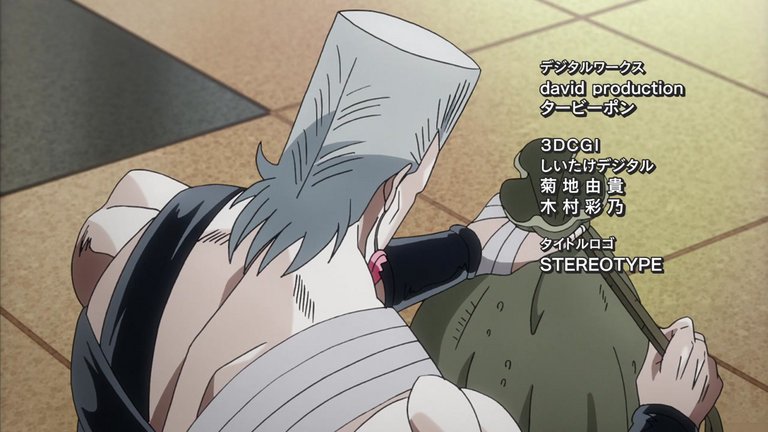 デジタルワークス
david production
タービーポン
3DCGI
しいたけデジタル
菊地由貴
木村彩乃
タイトルロゴ
STEREOTYPE